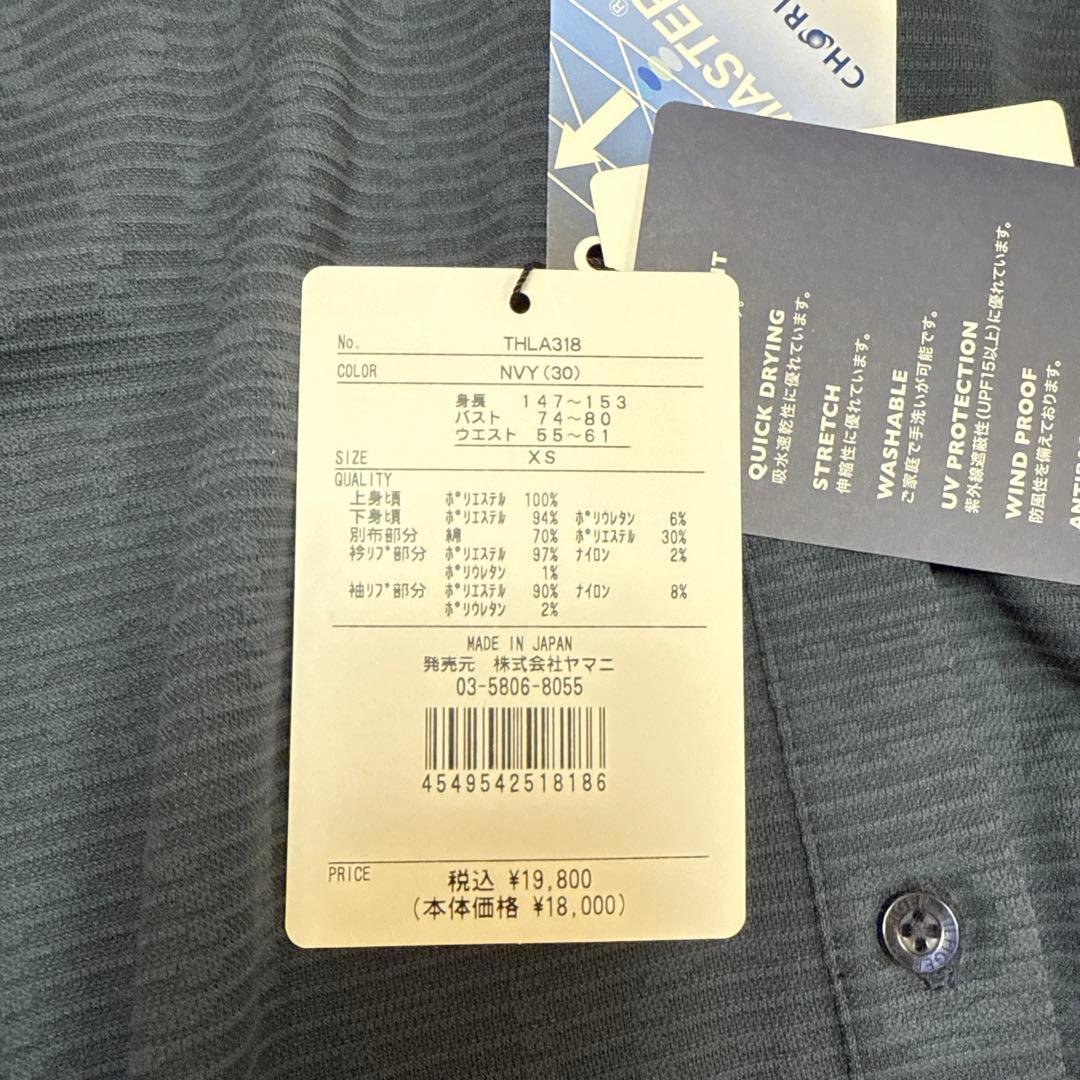 MASTER®
CHORI
No. THLA318
COLOR NVY(30)
身長 147～153
バスト 74～80
ウエスト 55～61
SIZE XS
QUALITY
上身頃 ﾎﾟﾘｴｽﾃﾙ 100%
下身頃 ﾎﾟﾘｴｽﾃﾙ 94% ﾎﾟﾘｳﾚﾀﾝ 6%
別布部分 綿 70% ﾎﾟﾘｴｽﾃﾙ 30%
衿ﾘﾌﾞ部分 ﾎﾟﾘｴｽﾃﾙ 97% ﾅｲﾛﾝ 2%
ﾎﾟﾘｳﾚﾀﾝ 1%
袖ﾘﾌﾞ部分 ﾎﾟﾘｴｽﾃﾙ 90% ﾅｲﾛﾝ 8%
ﾎﾟﾘｳﾚﾀﾝ 2%
MADE IN JAPAN
発売元 株式会社ヤマニ
03-5806-8055
4549542518186
PRICE 税込 ¥19,800
(本体価格 ¥18,000)
QUICK DRYING
吸水速乾性に優れています。
STRETCH
伸縮性に優れています。
WASHABLE
ご家庭で手洗いが可能です。
UV PROTECTION
紫外線遮蔽性(UPF15以上)に優れています。
WIND PROOF
防風性を備えております。